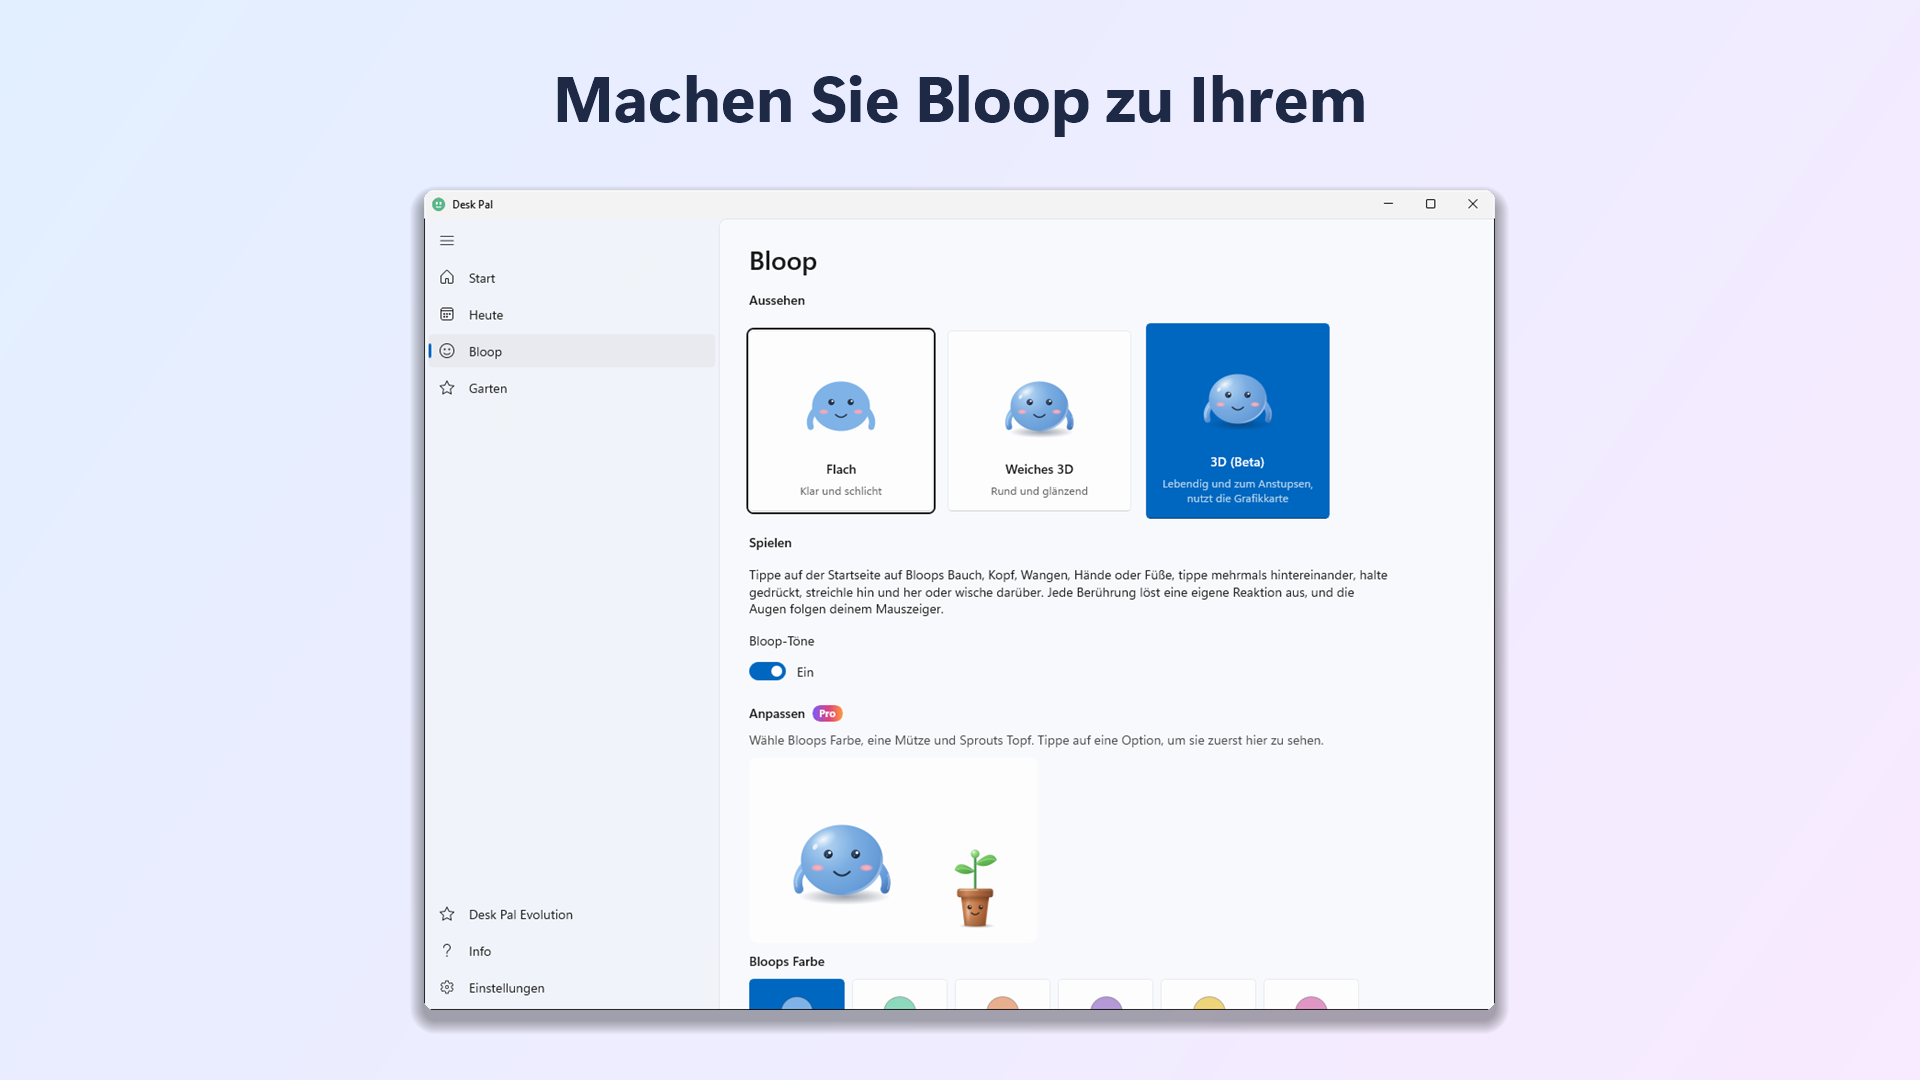 Machen Sie Bloop zu Ihrem
Desk Pal
Start
Heute
Bloop
Garten
Desk Pal Evolution
Info
Einstellungen
Bloop
Aussehen
Flach
Klar und schlicht
Weiches 3D
Rund und glänzend
3D (Beta)
Lebendig und zum Anstupsen,
nutzt die Grafikkarte
Spielen
Tippe auf der Startseite auf Bloops Bauch, Kopf, Wangen, Hände oder Füße, tippe mehrmals hintereinander, halte
gedrückt, streichle hin und her oder wische darüber. Jede Berührung löst eine eigene Reaktion aus, und die
Augen folgen deinem Mauszeiger.
Bloop-Töne
Ein
Anpassen Pro
Wähle Bloops Farbe, eine Mütze und Sprouts Topf. Tippe auf eine Option, um sie zuerst hier zu sehen.
Bloops Farbe